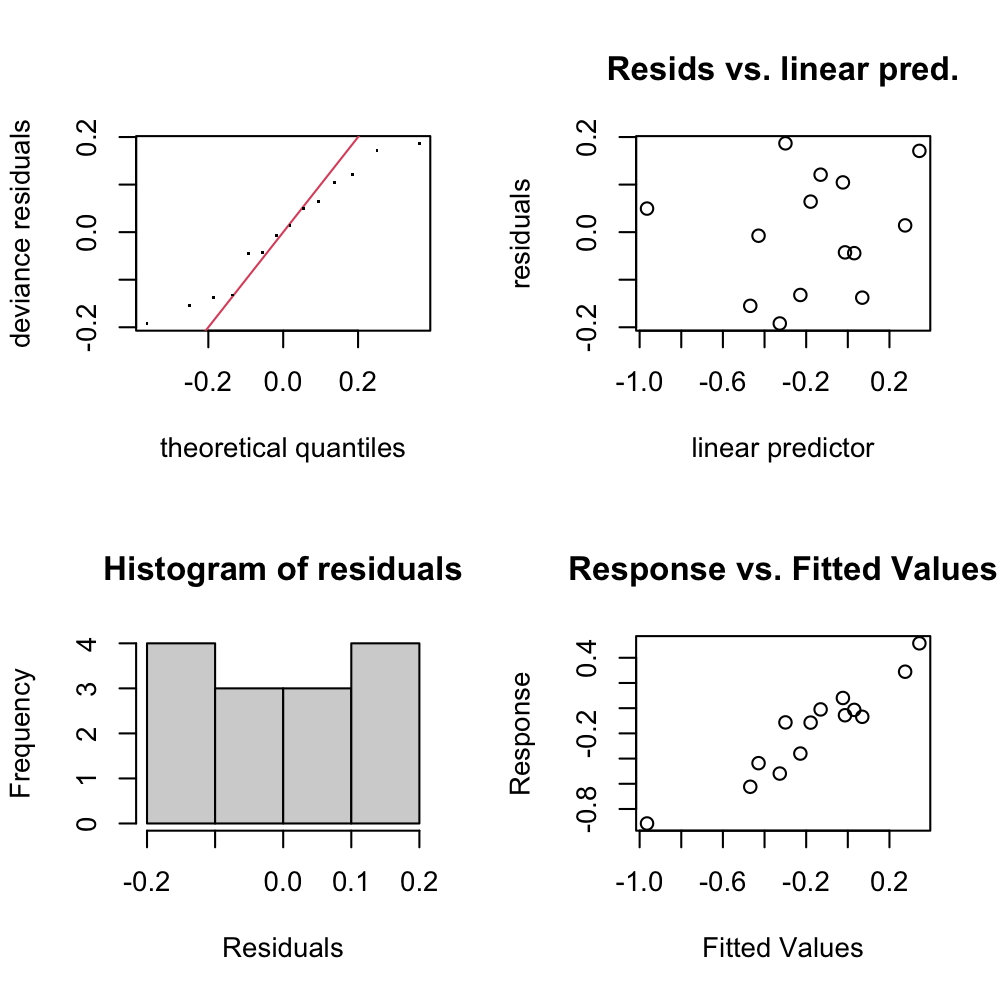 deviance residuals
0.2
0.0
-0.2
-0.2 0.0 0.2
theoretical quantiles
Resids vs. linear pred.
residuals
0.2
0.0
-0.2
-1.0 -0.6 -0.2 0.2
linear predictor
Histogram of residuals
Frequency
4
3
2
1
0
-0.2 0.0 0.1 0.2
Residuals
Response vs. Fitted Values
Response
0.4
-0.2
-0.8
-1.0 -0.6 -0.2 0.2
Fitted Values